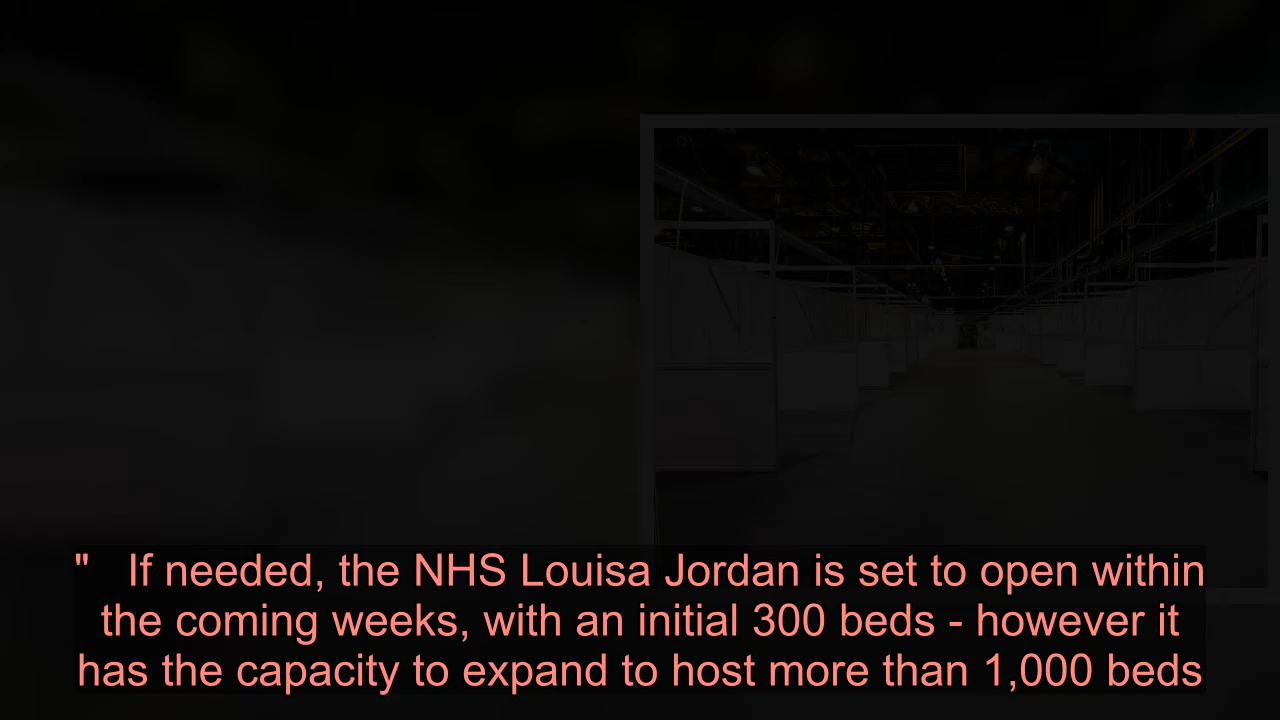 "   If needed, the NHS Louisa Jordan is set to open within
the coming weeks, with an initial 300 beds - however it
has the capacity to expand to host more than 1,000 beds